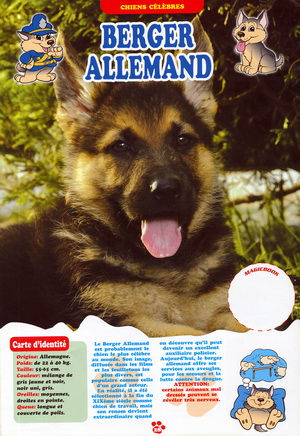 CHIENS CÉLÈBRES
BERGER
ALLEMAND
MAGICBOOK
Carte d'identité
Origine: Allemagne.
Poids: de 25 à 40 kg.
Taille: 55-65 cm.
Couleur: mélange de
gris jaune et noir,
noir uni, gris.
Oreilles: moyennes,
droites et pointe.
Queue: longue et
couverte de poils.
Le Berger Allemand
est probablement le
chien le plus célèbre
au monde. Son image,
diffusée dans les films
et les feuilletons les
plus divers, est
populaire comme celle
d'un grand acteur.
En réalité, il a été
sélectionné à la fin du
XIXème siècle comme
chien de travail, mais
son renom devient
extraordinaire quand
on découvre qu'il peut
devenir un excellent
auxiliaire policier.
Aujourd'hui, le berger
allemand offre ses
services aux aveugles,
pour les secours et la
lutte contre la drogue.
ATTENTION:
certains animaux mal
dressés peuvent se
révéler très nerveux.